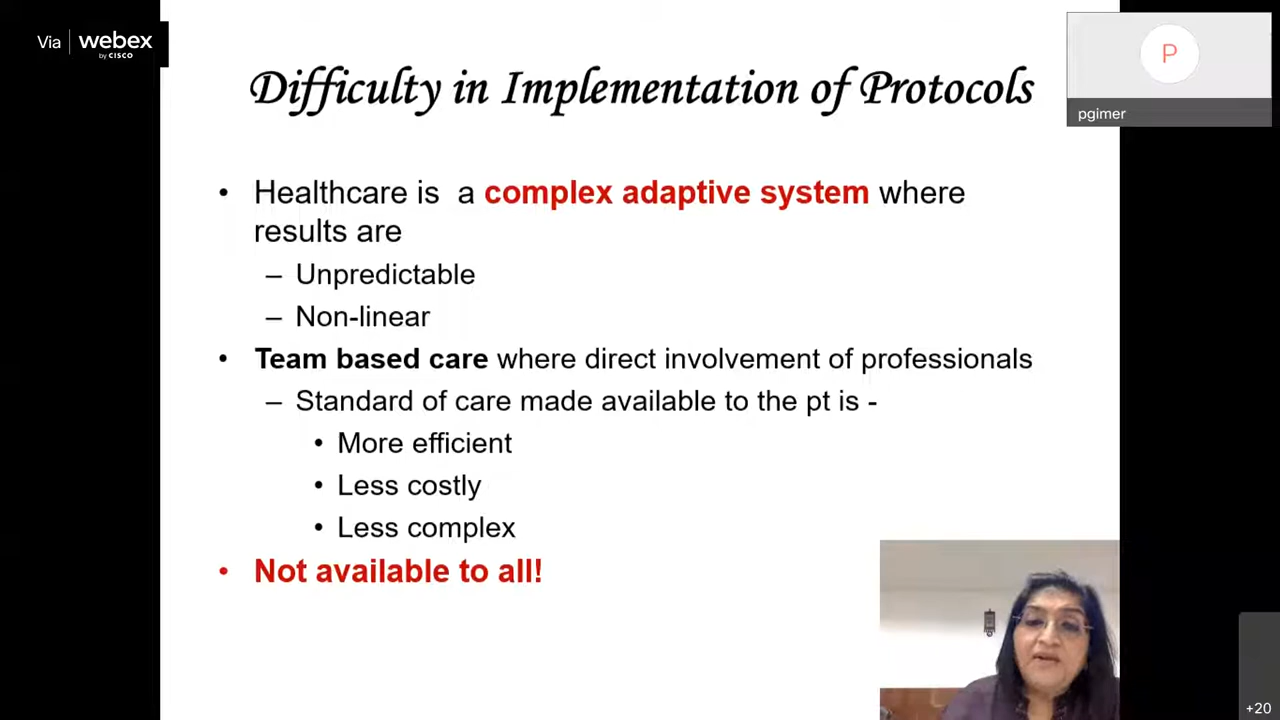 Via webex
by CISCO
P
pgimer
Difficulty in Implementation of Protocols
• Healthcare is a complex adaptive system where
results are
– Unpredictable
– Non-linear
• Team based care where direct involvement of professionals
– Standard of care made available to the pt is -
• More efficient
• Less costly
• Less complex
• Not available to all!
+20